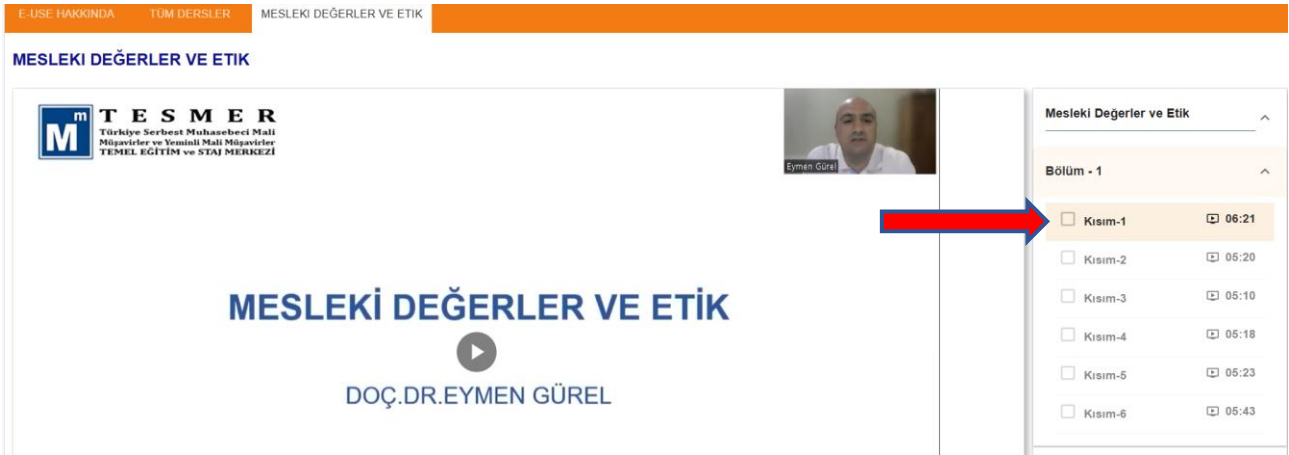 E-USE HAKKINDA TÜM DERSLER MESLEKİ DEĞERLER VE ETIK
MESLEKI DEĞERLER VE ETIK
m
M
T E S M E R
Türkiye Serbest Muhasebeci Mali
Müşavirler ve Yeminli Mali Müşavirler
TEMEL EĞİTİM ve STAJ MERKEZİ
Eymen Gürel
MESLEKİ DEĞERLER VE ETİK
DOÇ.DR.EYMEN GÜREL
Mesleki Değerler ve Etik
Bölüm - 1
Kısım-1 06:21
Kısım-2 05:20
Kısım-3 05:10
Kısım-4 05:18
Kısım-5 05:23
Kısım-6 05:43